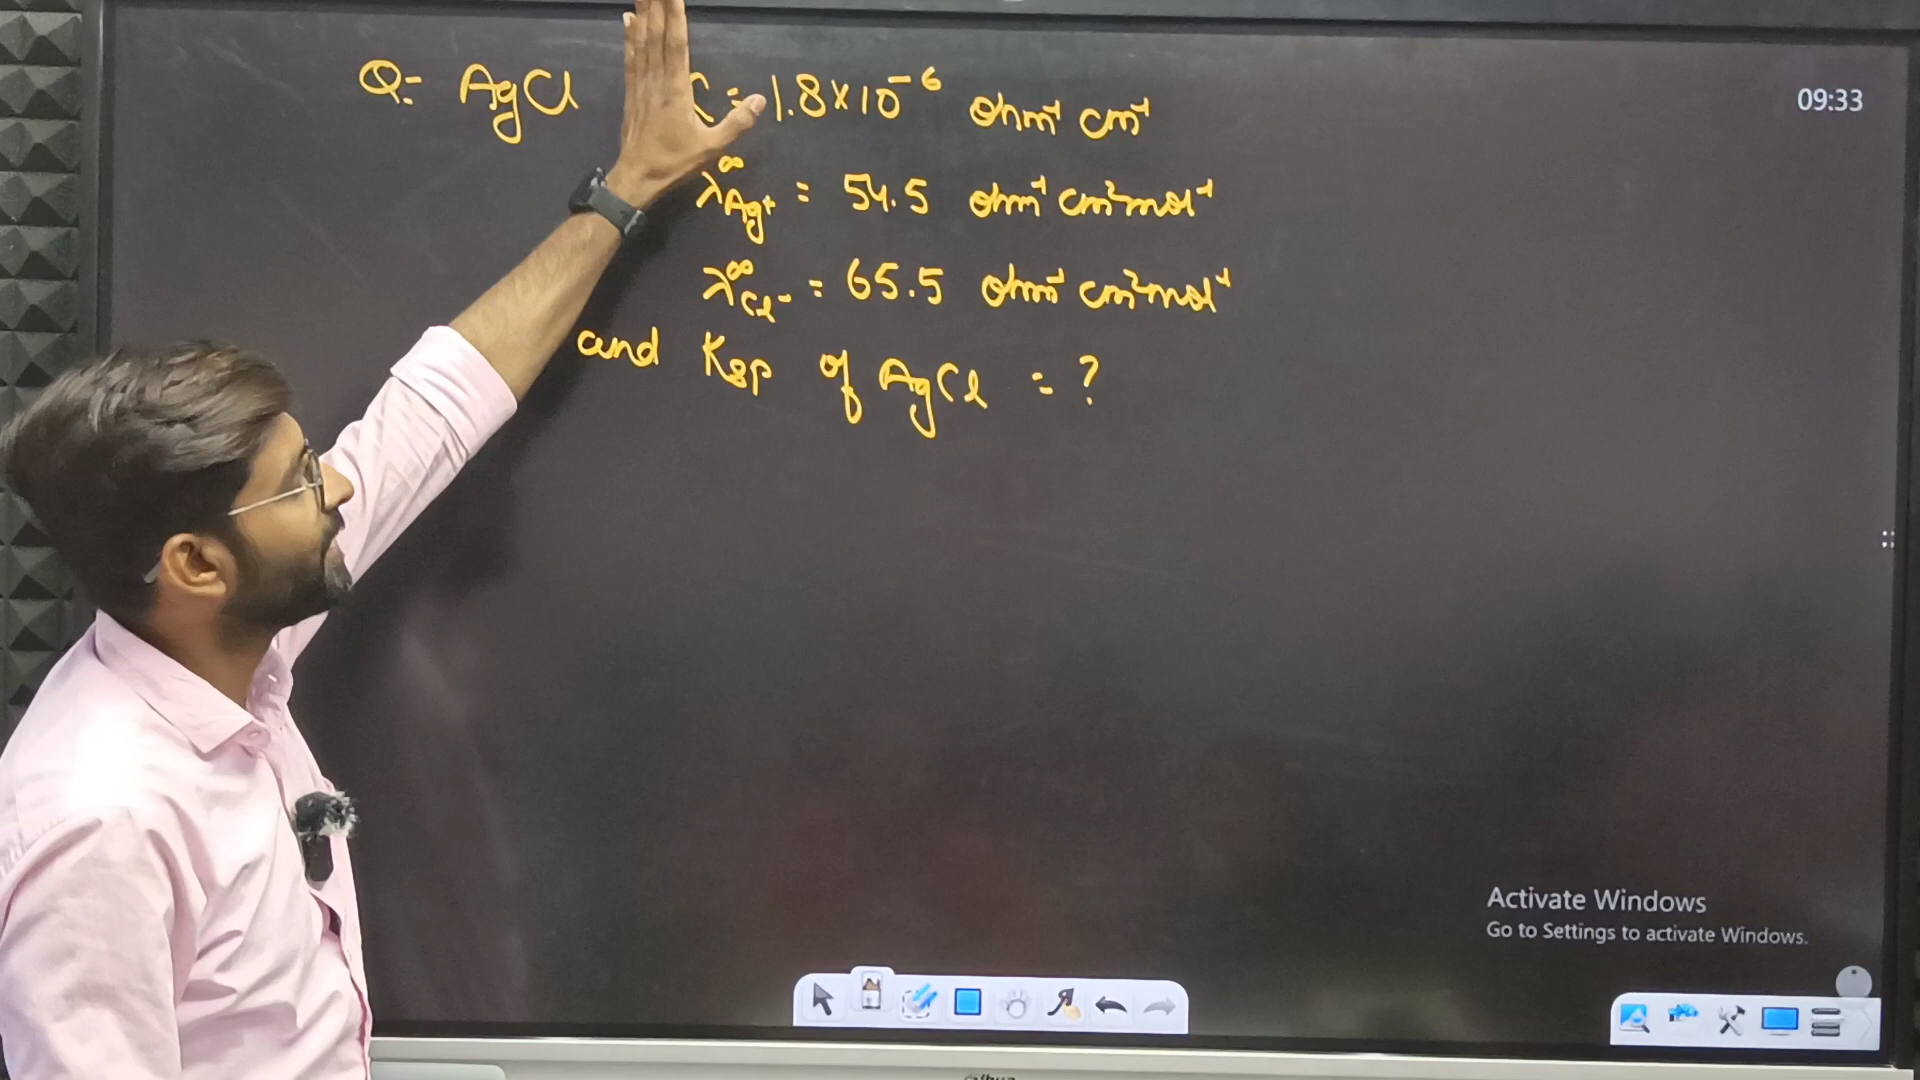 Q:- AgCl = 1.8×10⁻⁶ ohm⁻¹ cm⁻¹
09:33
λ∞Ag⁺ = 54.5 ohm⁻¹ cm²mol⁻¹
λ∞Cl⁻ = 65.5 ohm⁻¹ cm²mol⁻¹
and Ksp of AgCl = ?
Activate Windows
Go to Settings to activate Windows.